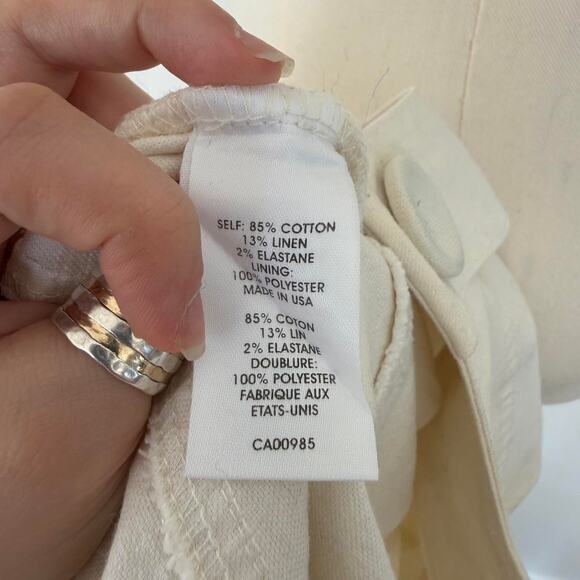 SELF: 85% COTTON
13% LINEN
2% ELASTANE
LINING:
100% POLYESTER
MADE IN USA
85% COTON
13% LIN
2% ELASTANE
DOUBLURE:
100% POLYESTER
FABRIQUE AUX
ETATS-UNIS
CA00985